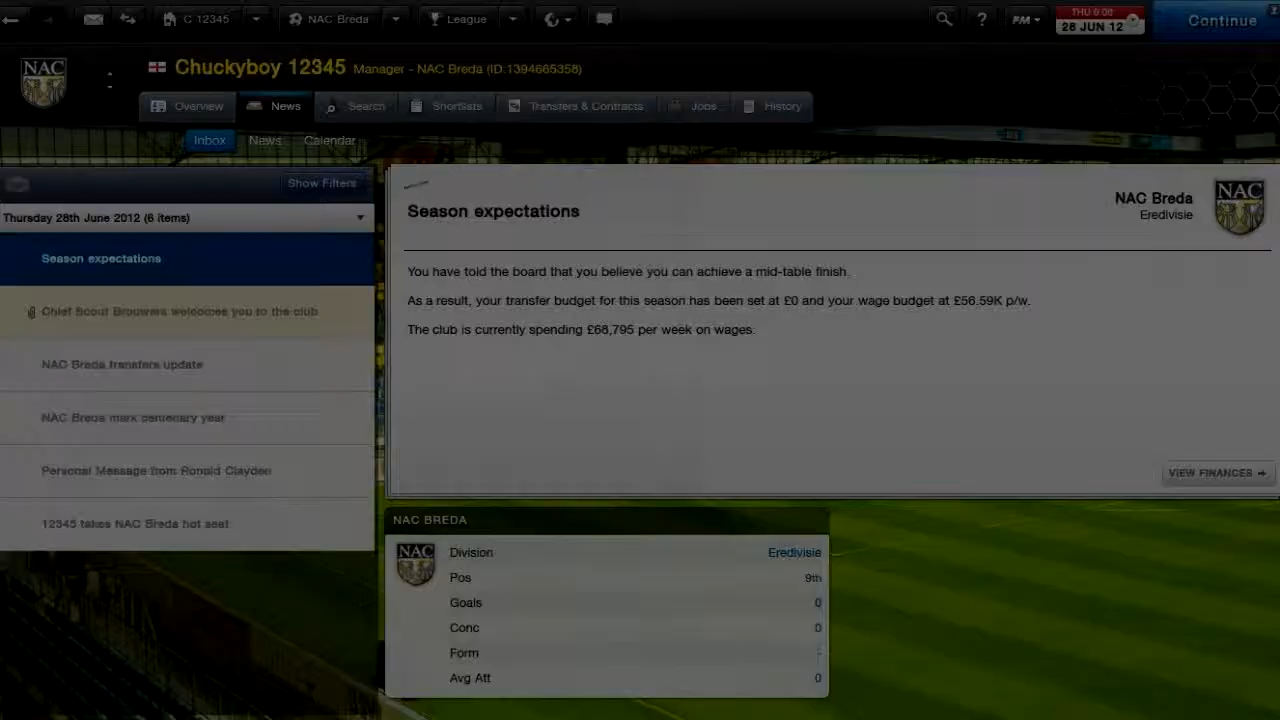 C 12345
NAC Breda
League
?
FM
THU 0:00
28 JUN 12
Continue
NAC
Chuckyboy 12345 Manager - NAC Breda (ID:1394665358)
Overview
News
Search
Shortlists
Transfers & Contracts
Jobs
History
Inbox
News
Calendar
Show Filters
Thursday 28th June 2012 (6 items)
Season expectations
Chief Scout Brouwers welcomes you to the club
NAC Breda transfers update
NAC Breda mark centenary year
Personal Message from Ronald Clayden
12345 takes NAC Breda hot seat
Season expectations
NAC Breda
Eredivisie
NAC
You have told the board that you believe you can achieve a mid-table finish.
As a result, your transfer budget for this season has been set at £0 and your wage budget at £56.59K p/w.
The club is currently spending £68,795 per week on wages.
VIEW FINANCES
NAC BREDA
NAC
Division Eredivisie
Pos 9th
Goals 0
Conc 0
Form -
Avg Att 0